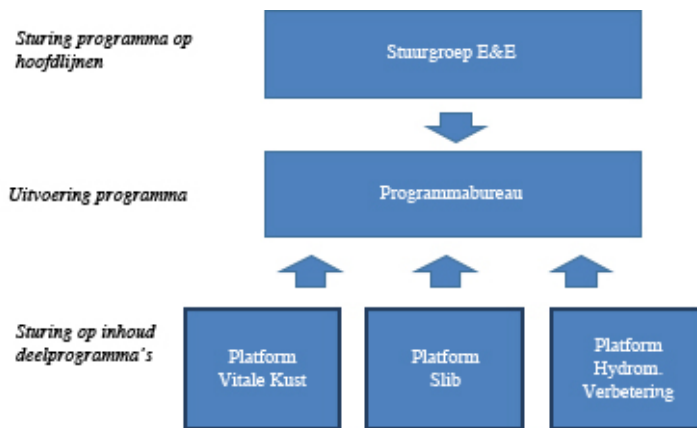 Sturing programma op
hoofdlijnen
Stuurgroep E&E
Uitvoering programma
Programmabureau
Sturing op inhoud
deelprogramma's
Platform
Vitale Kust
Platform
Slib
Platform
Hydrom.
Verbetering